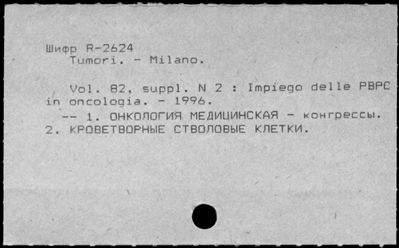 Шифр R-2624
Tumori. - Milano.
Vol. 82, suppl. N 2 : Impiego delle PBPC
in oncologia. - 1996.
-- 1. ОНКОЛОГИЯ МЕДИЦИНСКАЯ - конгрессы.
2. КРОВЕТВОРНЫЕ СТВОЛОВЫЕ КЛЕТКИ.